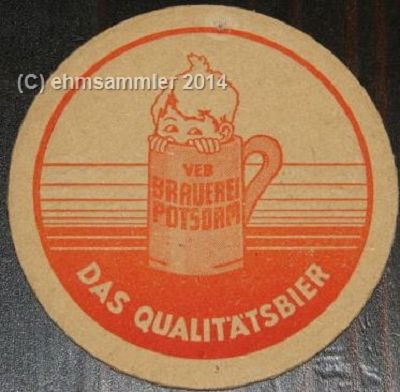 (C) ehmsammler 2014
VEB
BRAUEREI
POTSDAM
DAS QUALITÄTSBIER